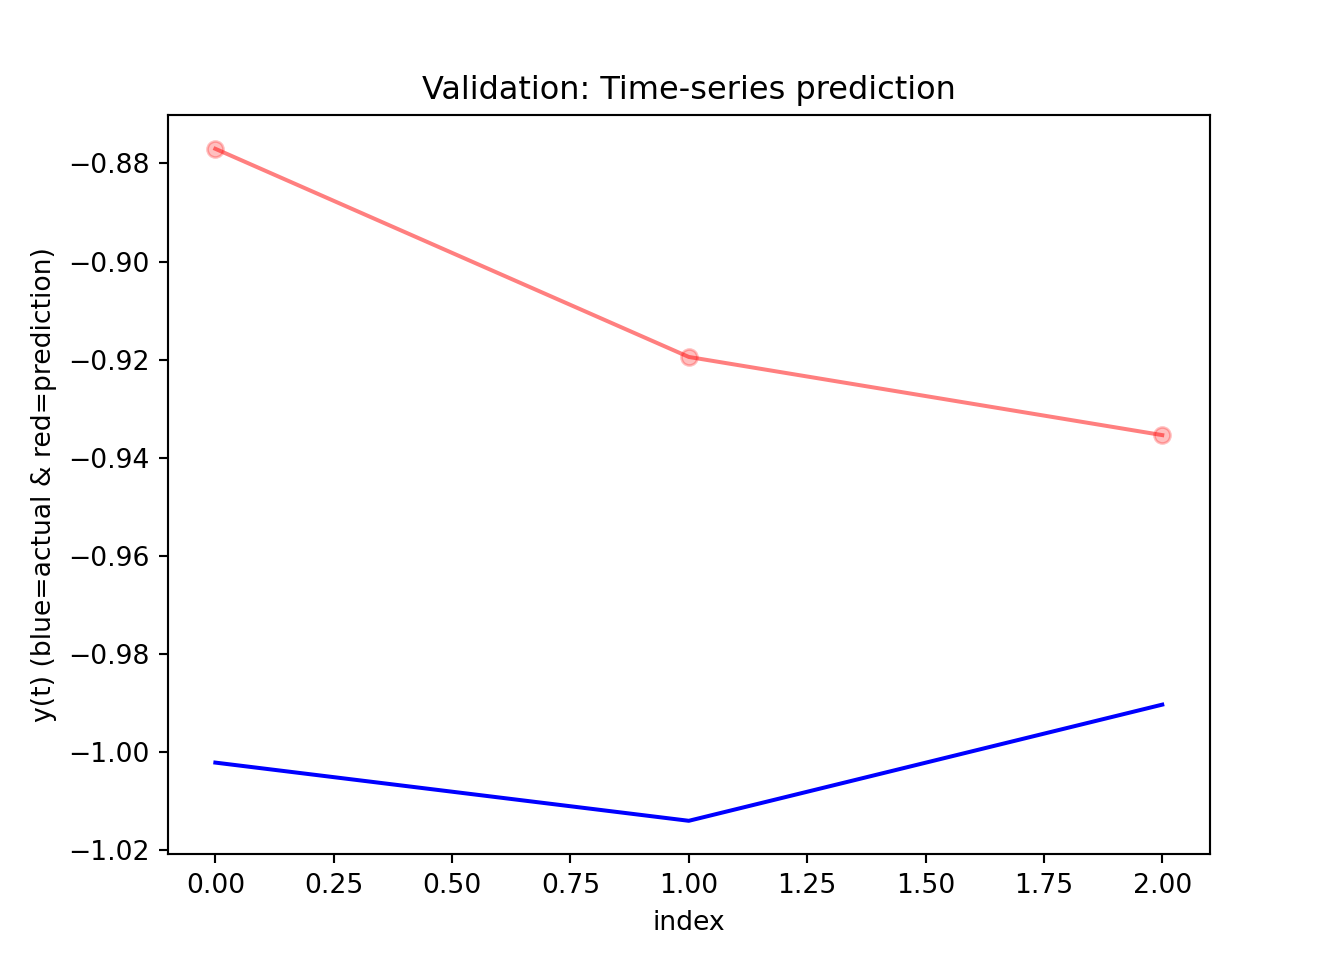 Validation: Time-series prediction
y(t) (blue=actual & red=prediction)
−0.88
−0.90
−0.92
−0.94
−0.96
−0.98
−1.00
−1.02
0.00 0.25 0.50 0.75 1.00 1.25 1.50 1.75 2.00
index